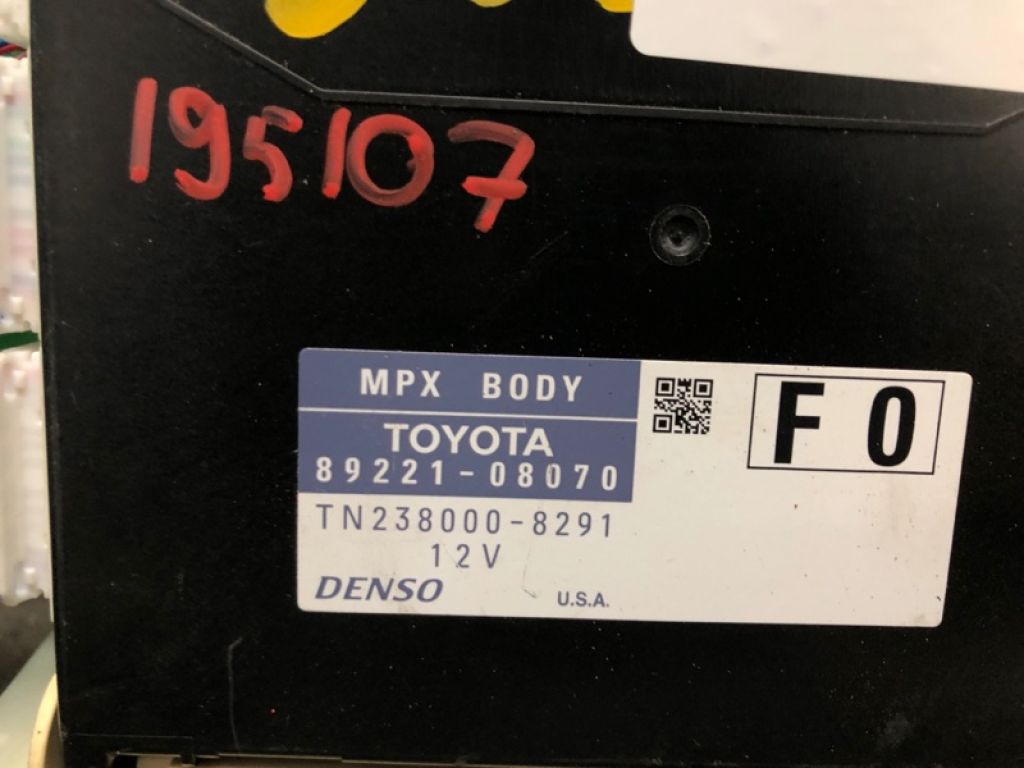 195107
MPX BODY
TOYOTA
89221-08070
F 0
TN238000-8291
12V
DENSO
U.S.A.